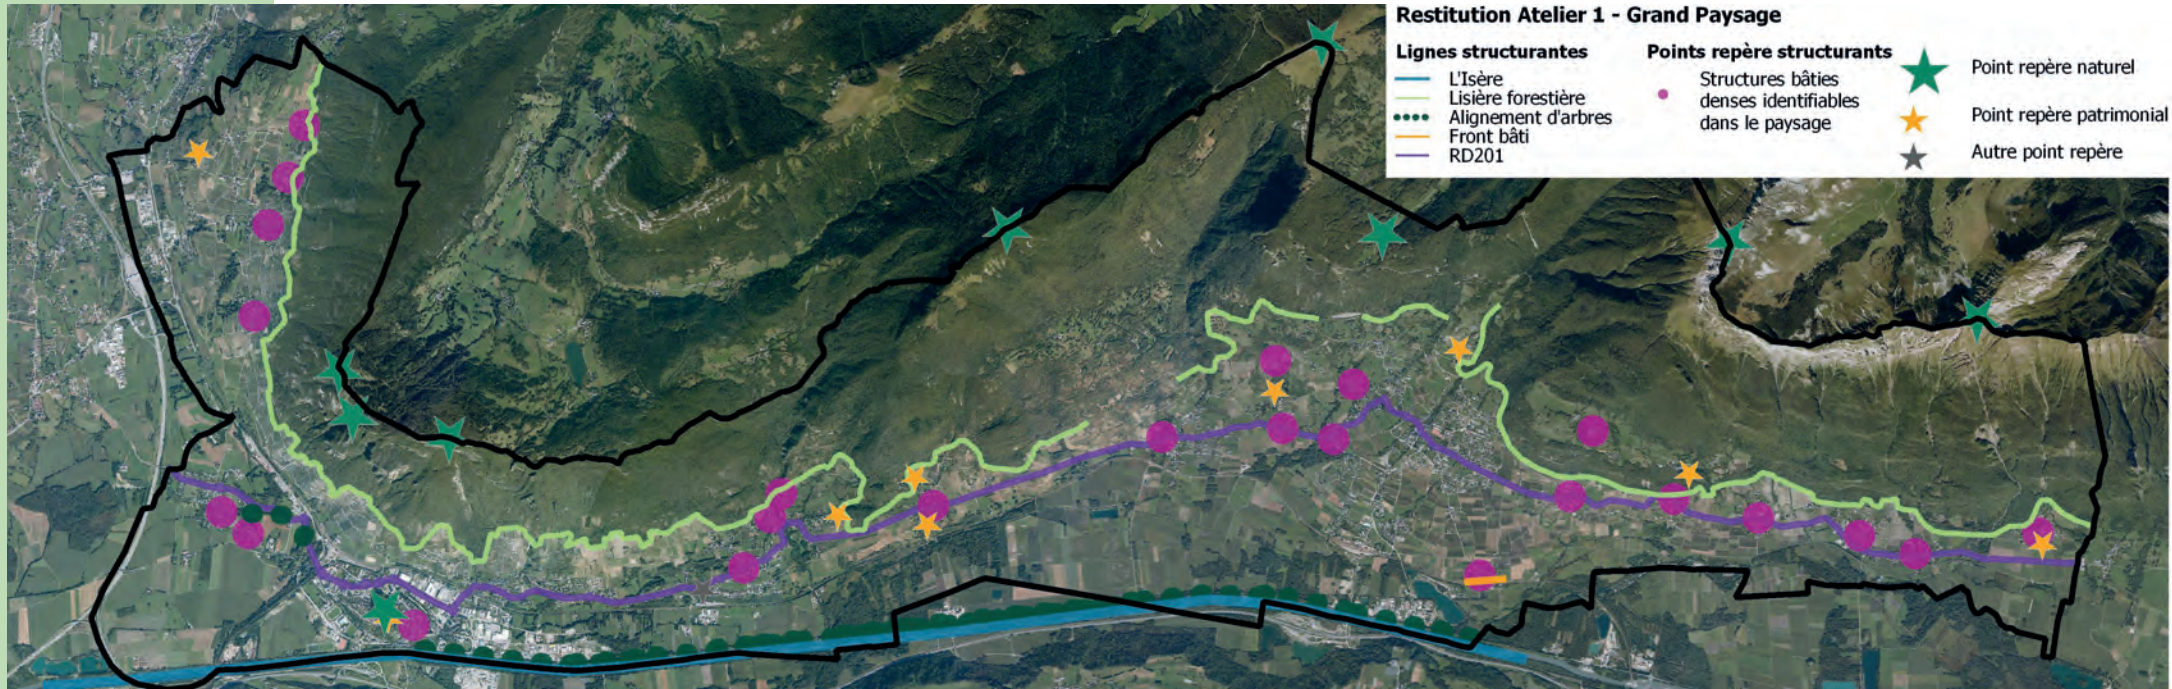 Restitution Atelier 1 - Grand Paysage
Lignes structurantes
L'Isère
Lisière forestière
Alignement d'arbres
Front bâti
RD201
Points repère structurants
Structures bâties
denses identifiables
dans le paysage
Point repère naturel
Point repère patrimonial
Autre point repère